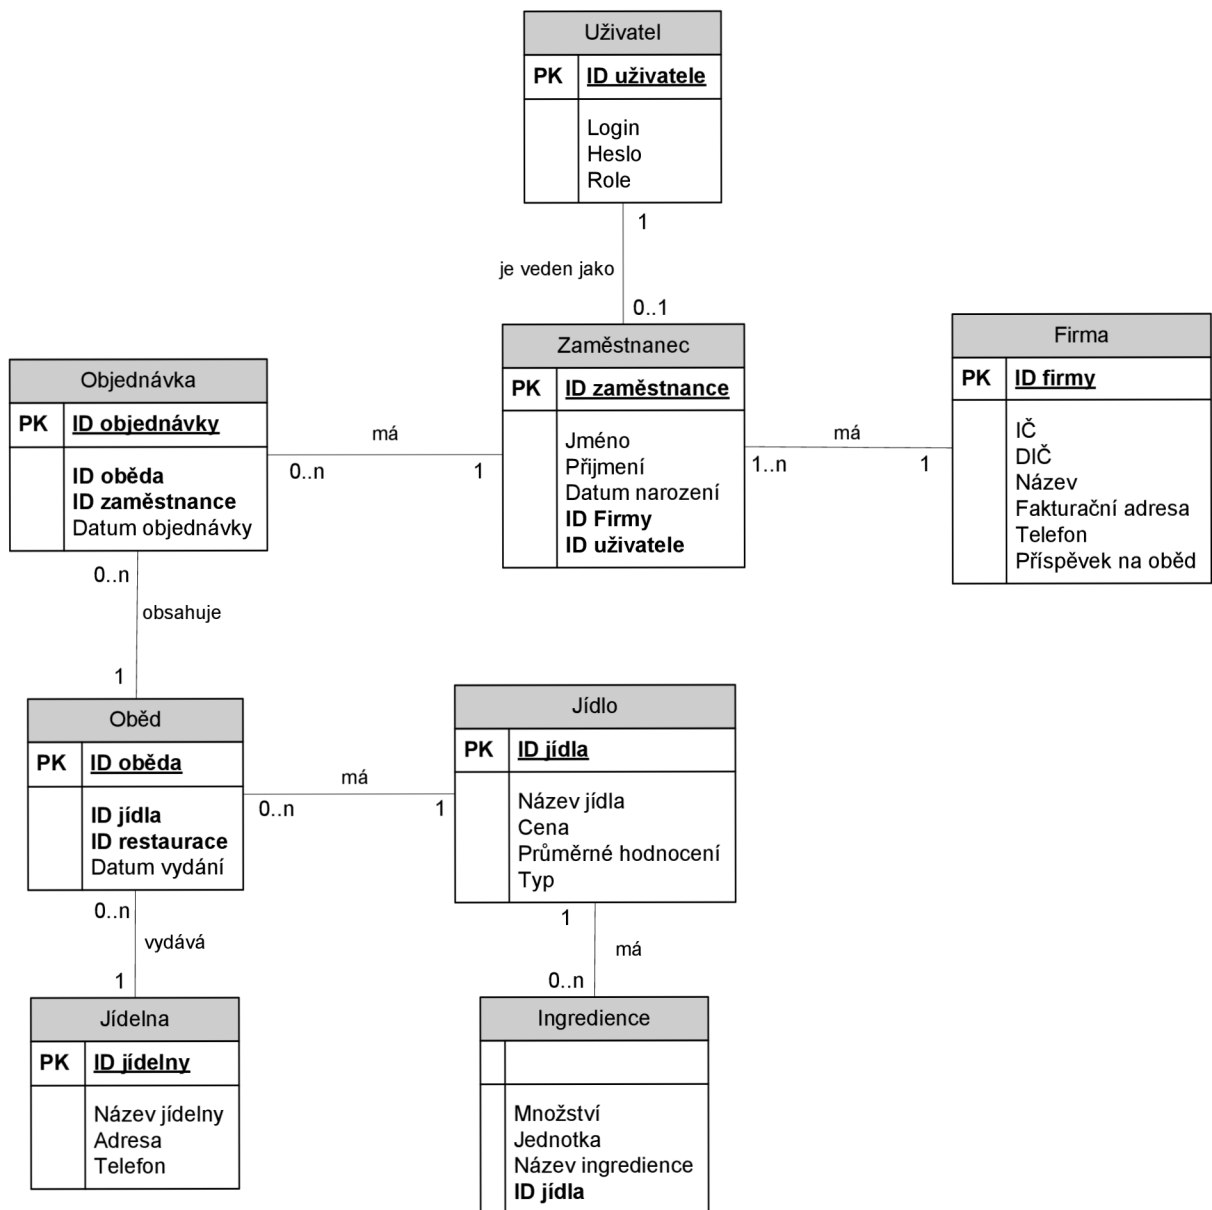 Uživatel
PK ID uživatele
Login
Heslo
Role
1
je veden jako
0..1
Zaměstnanec
PK ID zaměstnance
Jméno
Přijmení
Datum narození
ID Firmy
ID uživatele
Firma
PK ID firmy
IČ
DIČ
Název
Fakturační adresa
Telefon
Příspěvek na oběd
má
1..n 1
Objednávka
PK ID objednávky
ID oběda
ID zaměstnance
Datum objednávky
má
0..n 1
0..n
obsahuje
1
Oběd
PK ID oběda
ID jídla
ID restaurace
Datum vydání
má
0..n 1
Jídlo
PK ID jídla
Název jídla
Cena
Průměrné hodnocení
Typ
0..n
vydává
1
Jídelna
PK ID jídelny
Název jídelny
Adresa
Telefon
1
má
0..n
Ingredience
Množství
Jednotka
Název ingredience
ID jídla